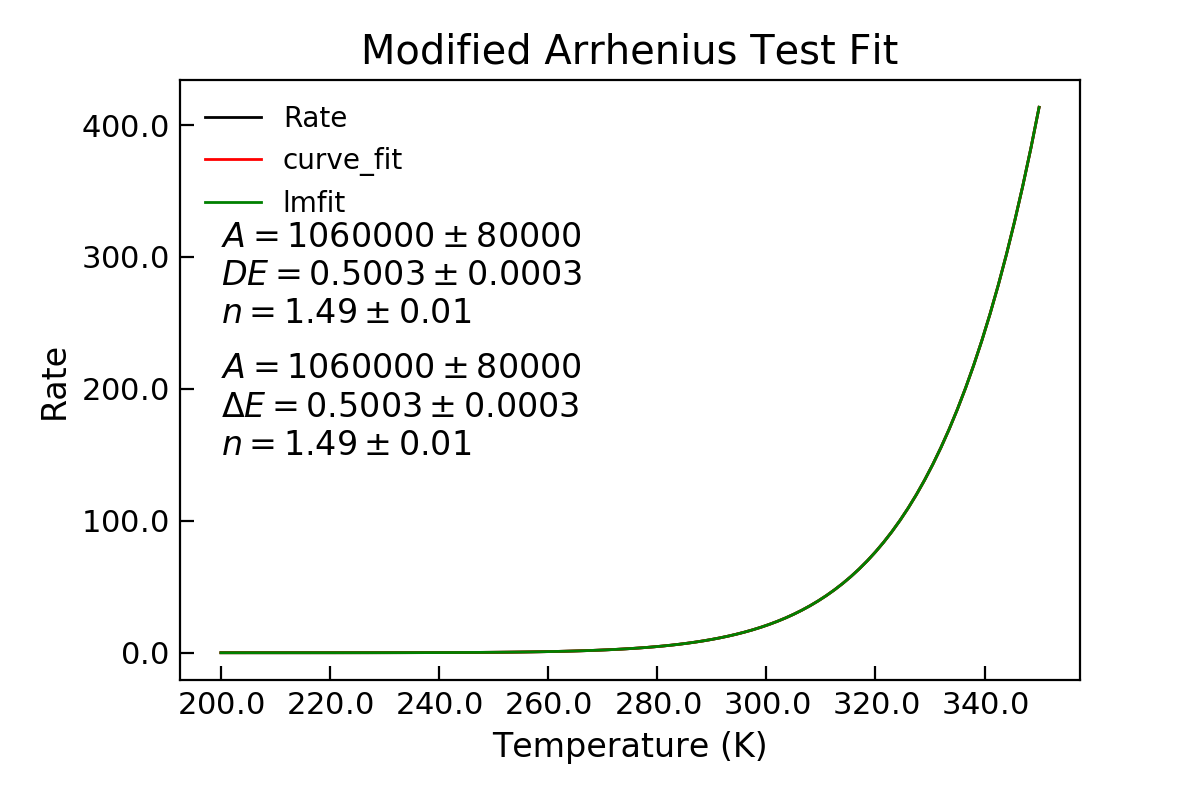 Modified Arrhenius Test Fit
Rate
curve_fit
lmfit
A = 1060000 ± 80000
DE = 0.5003 ± 0.0003
n = 1.49 ± 0.01
A = 1060000 ± 80000
ΔE = 0.5003 ± 0.0003
n = 1.49 ± 0.01
400.0
300.0
200.0
100.0
0.0
Rate
200.0 220.0 240.0 260.0 280.0 300.0 320.0 340.0
Temperature (K)